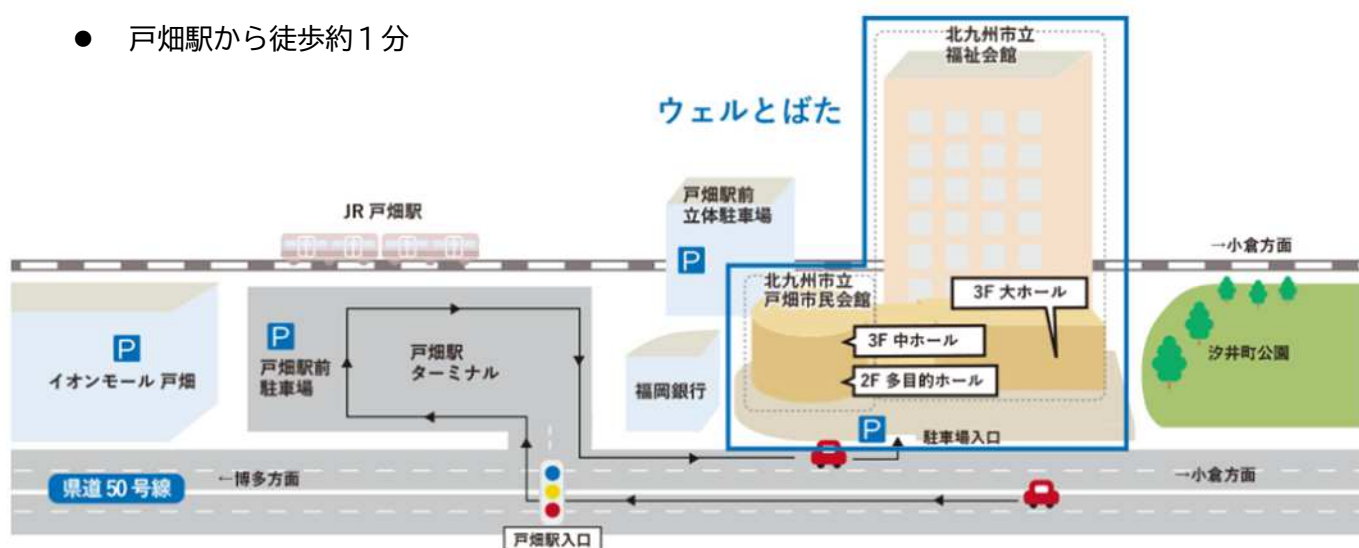 ● 戸畑駅から徒歩約１分
北九州市立
福祉会館
ウェルとばた
戸畑駅前
立体駐車場
P
JR 戸畑駅
→小倉方面
北九州市立
戸畑市民会館
3F 大ホール
3F 中ホール
2F 多目的ホール
P
イオンモール 戸畑
P
戸畑駅前
駐車場
戸畑駅
ターミナル
福岡銀行
汐井町公園
P
駐車場入口
県道 50 号線
←博多方面
→小倉方面
戸畑駅入口